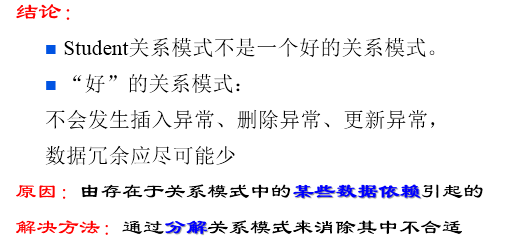 结论：
■ Student关系模式不是一个好的关系模式。
■ “好”的关系模式：
不会发生插入异常、删除异常、更新异常，
数据冗余应尽可能少
原因：由存在于关系模式中的某些数据依赖引起的
解决方法：通过分解关系模式来消除其中不合适